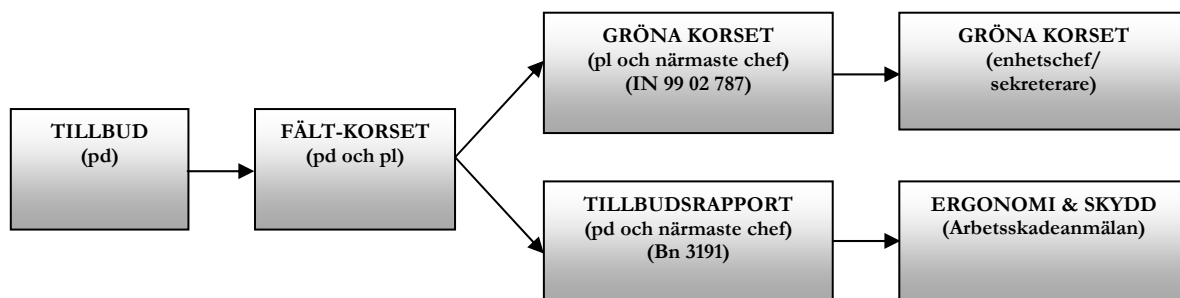 TILLBUD
(pd)
FÄLT-KORSET
(pd och pl)
GRÖNA KORSET
(pl och närmaste chef)
(IN 99 02 787)
GRÖNA KORSET
(enhetschef/
sekreterare)
TILLBUDSRAPPORT
(pd och närmaste chef)
(Bn 3191)
ERGONOMI & SKYDD
(Arbetsskadeanmälan)